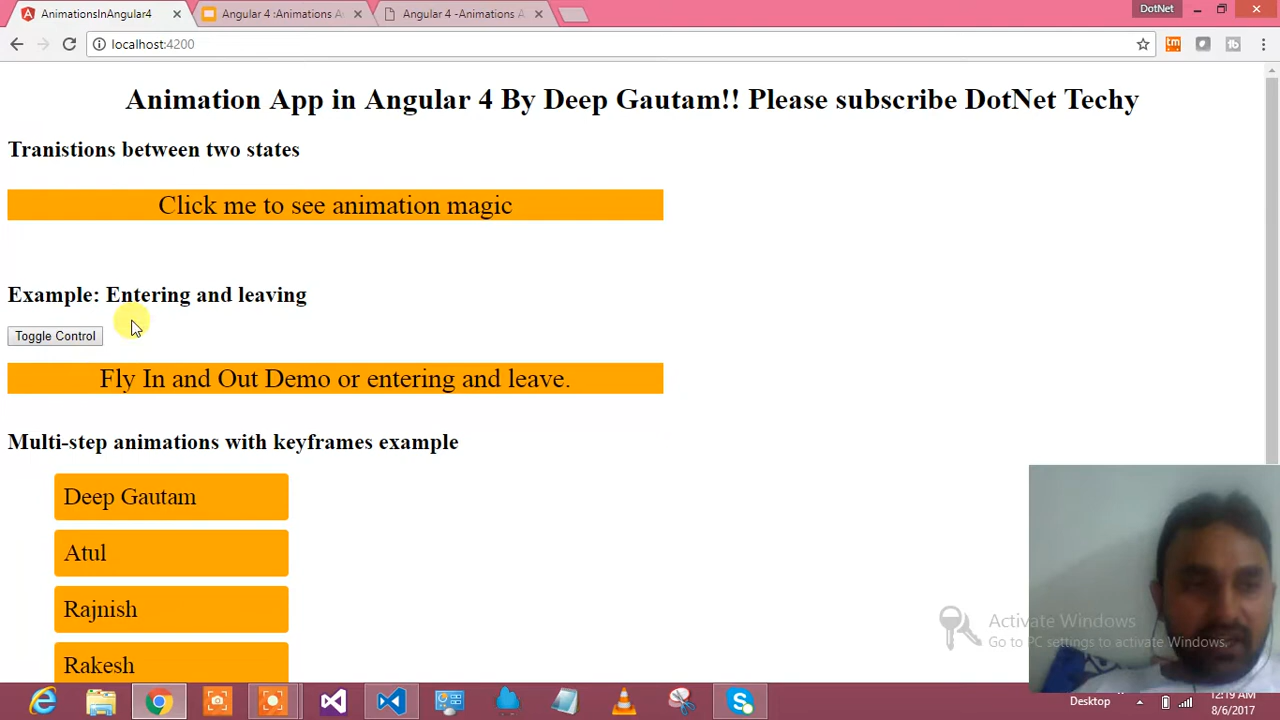 AnimationsInAngular4
Angular 4 :Animations A
Angular 4 -Animations A
DotNet
localhost:4200
Animation App in Angular 4 By Deep Gautam!! Please subscribe DotNet Techy
Tranistions between two states
Click me to see animation magic
Example: Entering and leaving
Toggle Control
Fly In and Out Demo or entering and leave.
Multi-step animations with keyframes example
Deep Gautam
Atul
Rajnish
Rakesh
Activate Windows
Go to PC settings to activate Windows.
Desktop
12:19 AM
8/6/2017